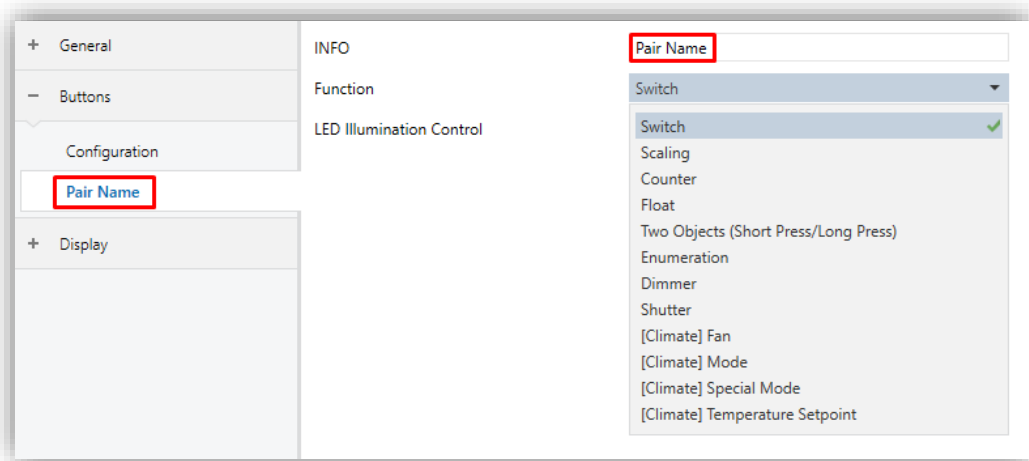 + General
− Buttons
Configuration
Pair Name
+ Display
INFO
Pair Name
Function
Switch
LED Illumination Control
Switch
Scaling
Counter
Float
Two Objects (Short Press/Long Press)
Enumeration
Dimmer
Shutter
[Climate] Fan
[Climate] Mode
[Climate] Special Mode
[Climate] Temperature Setpoint